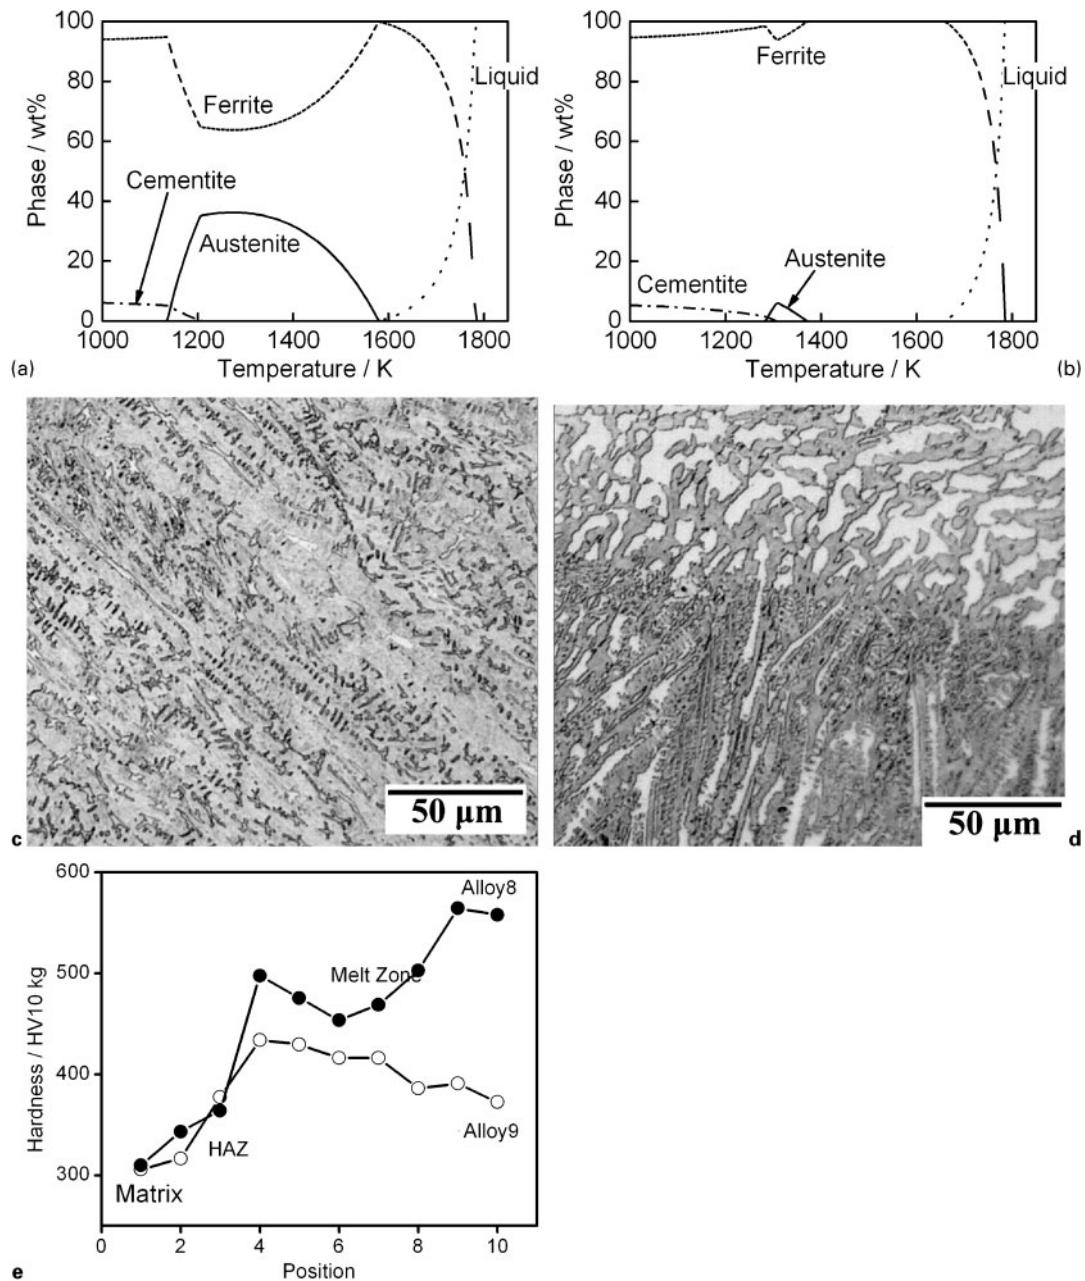 100
80
60
40
20
0
Phase / wt%
Liquid
Ferrite
Cementite
Austenite
1000 1200 1400 1600 1800
Temperature / K
(a)
100
80
60
40
20
0
Phase / wt%
Liquid
Ferrite
Austenite
Cementite
1000 1200 1400 1600 1800
Temperature / K
(b)
50 µm
c
50 µm
d
600
500
400
300
Hardness / HV10 kg
Alloy8
Melt Zone
HAZ
Alloy9
Matrix
0 2 4 6 8 10
Position
e